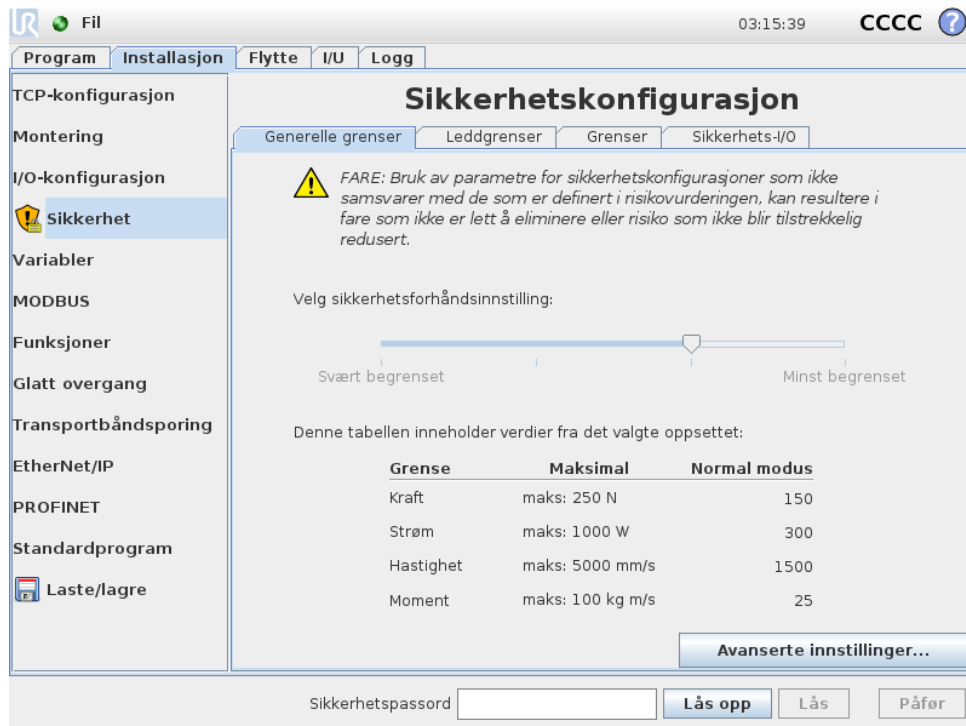 UR Fil 03:15:39 CCCC ?
Program Installasjon Flytte I/U Logg
TCP-konfigurasjon
Montering
I/O-konfigurasjon
Sikkerhet
Variabler
MODBUS
Funksjoner
Glatt overgang
Transportbåndsporing
EtherNet/IP
PROFINET
Standardprogram
Laste/lagre
Sikkerhetskonfigurasjon
Generelle grenser Leddgrenser Grenser Sikkerhets-I/O
FARE: Bruk av parametre for sikkerhetskonfigurasjoner som ikke
samsvarer med de som er definert i risikovurderingen, kan resultere i
fare som ikke er lett å eliminere eller risiko som ikke blir tilstrekkelig
redusert.
Velg sikkerhetsforhåndsinnstilling:
Svært begrenset Minst begrenset
Denne tabellen inneholder verdier fra det valgte oppsettet:
Grense Maksimal Normal modus
Kraft maks: 250 N 150
Strøm maks: 1000 W 300
Hastighet maks: 5000 mm/s 1500
Moment maks: 100 kg m/s 25
Avanserte innstillinger...
Sikkerhetspassord Lås opp Lås Påfør